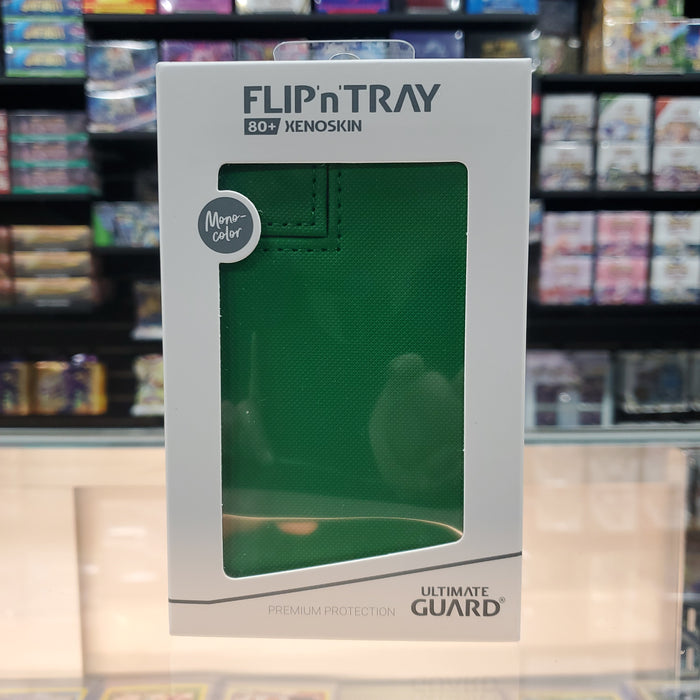 FLIP'n'TRAY
80+ XENOSKIN
Mono-
color
PREMIUM PROTECTION
ULTIMATE
GUARD®